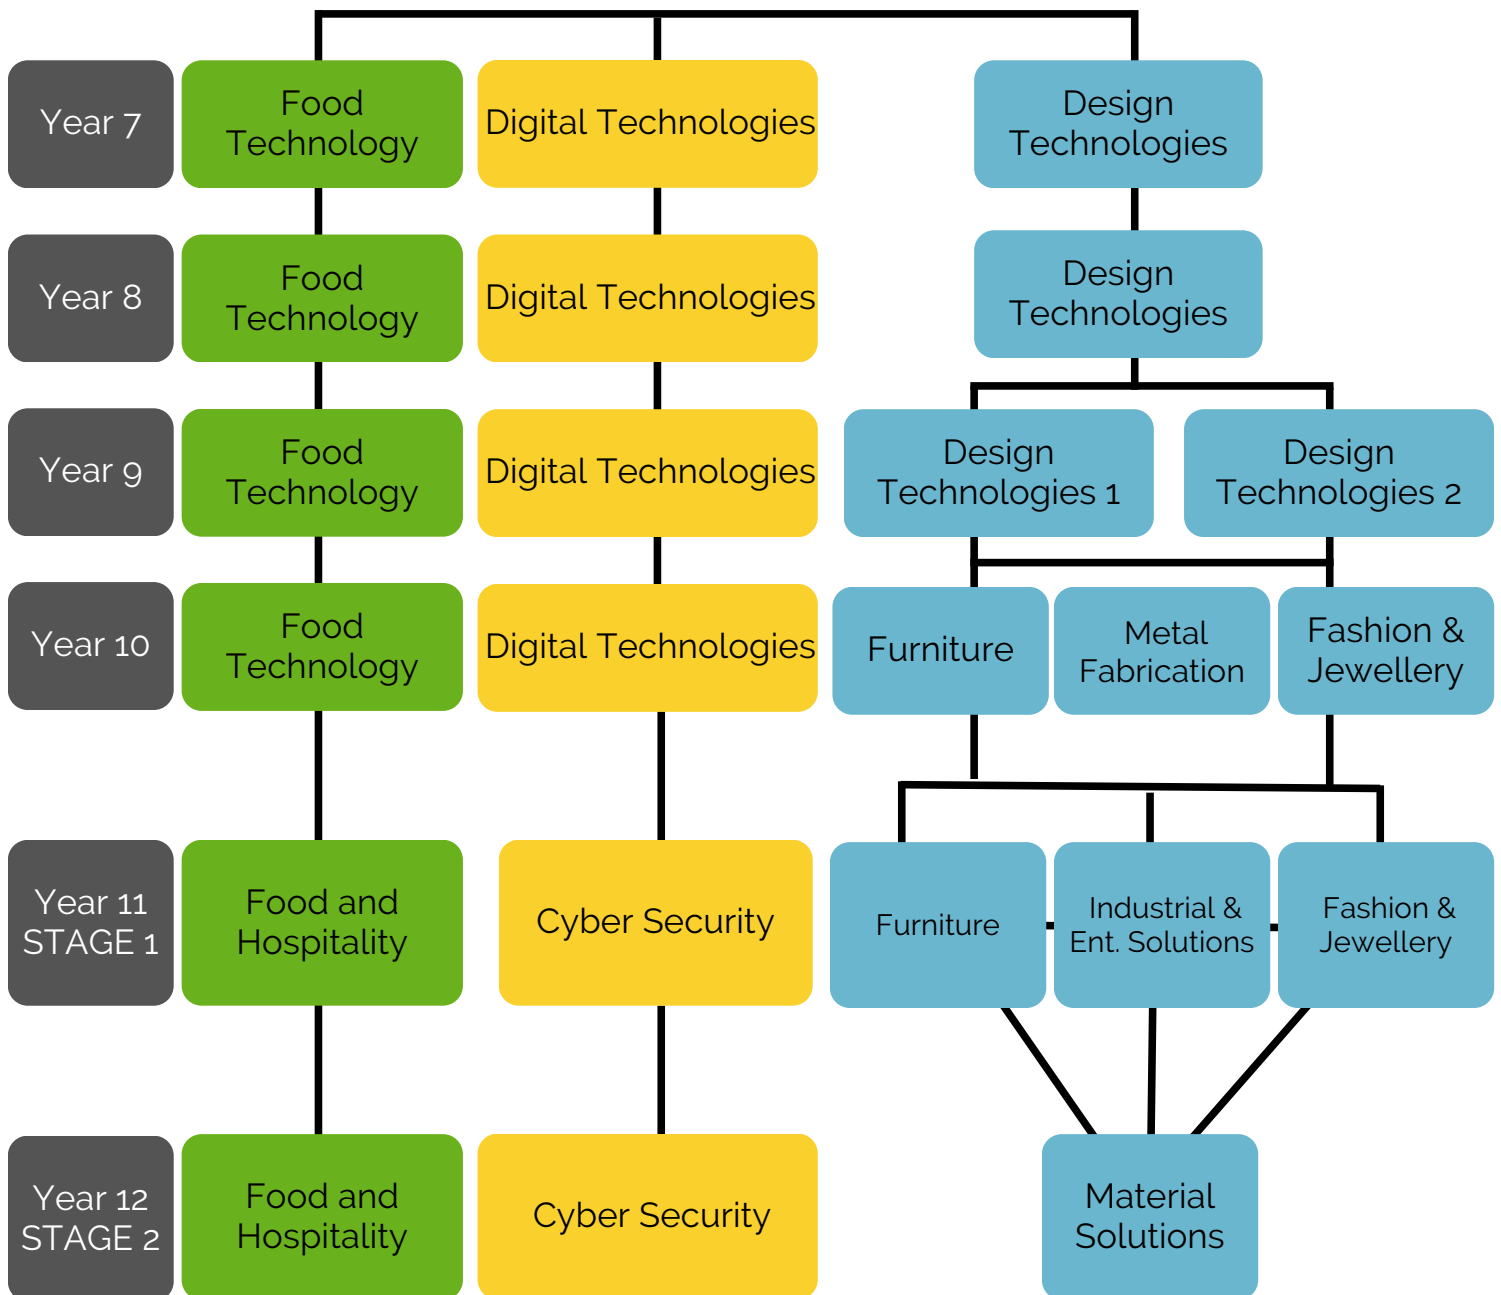 Year 7
Food
Technology
Digital Technologies
Design
Technologies
Year 8
Food
Technology
Digital Technologies
Design
Technologies
Year 9
Food
Technology
Digital Technologies
Design
Technologies 1
Design
Technologies 2
Year 10
Food
Technology
Digital Technologies
Furniture
Metal
Fabrication
Fashion &
Jewellery
Year 11
STAGE 1
Food and
Hospitality
Cyber Security
Furniture
Industrial &
Ent. Solutions
Fashion &
Jewellery
Year 12
STAGE 2
Food and
Hospitality
Cyber Security
Material
Solutions